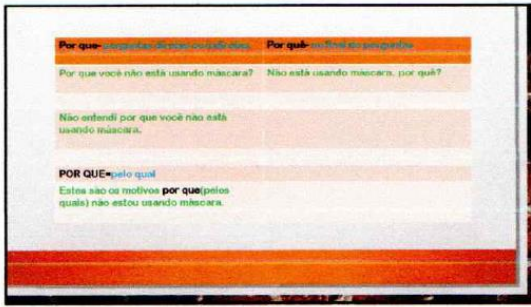 Por que- perguntas diretas ou indiretas Por quê- no final de perguntas
Por que você não está usando máscara? Não está usando máscara, por quê?
Não entendi por que você não está
usando máscara.
POR QUE=pelo qual
Estes são os motivos por que(pelos
quais) não estou usando máscara.